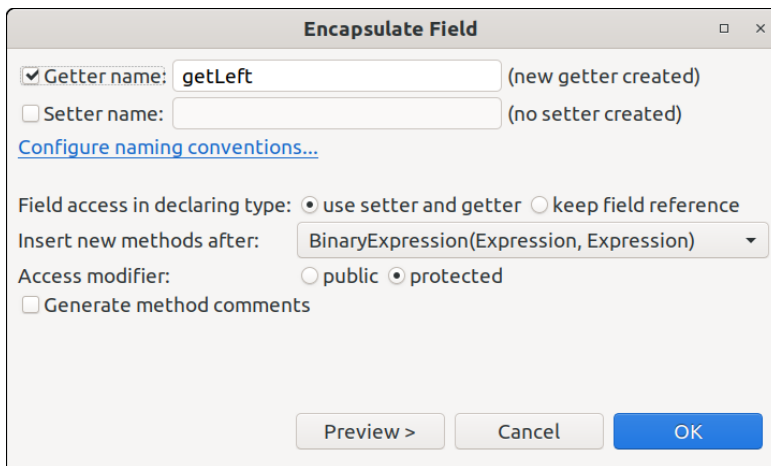 Encapsulate Field
Getter name: getLeft (new getter created)
Setter name: (no setter created)
Configure naming conventions...
Field access in declaring type: use setter and getter keep field reference
Insert new methods after: BinaryExpression(Expression, Expression)
Access modifier: public protected
Generate method comments
Preview > Cancel OK